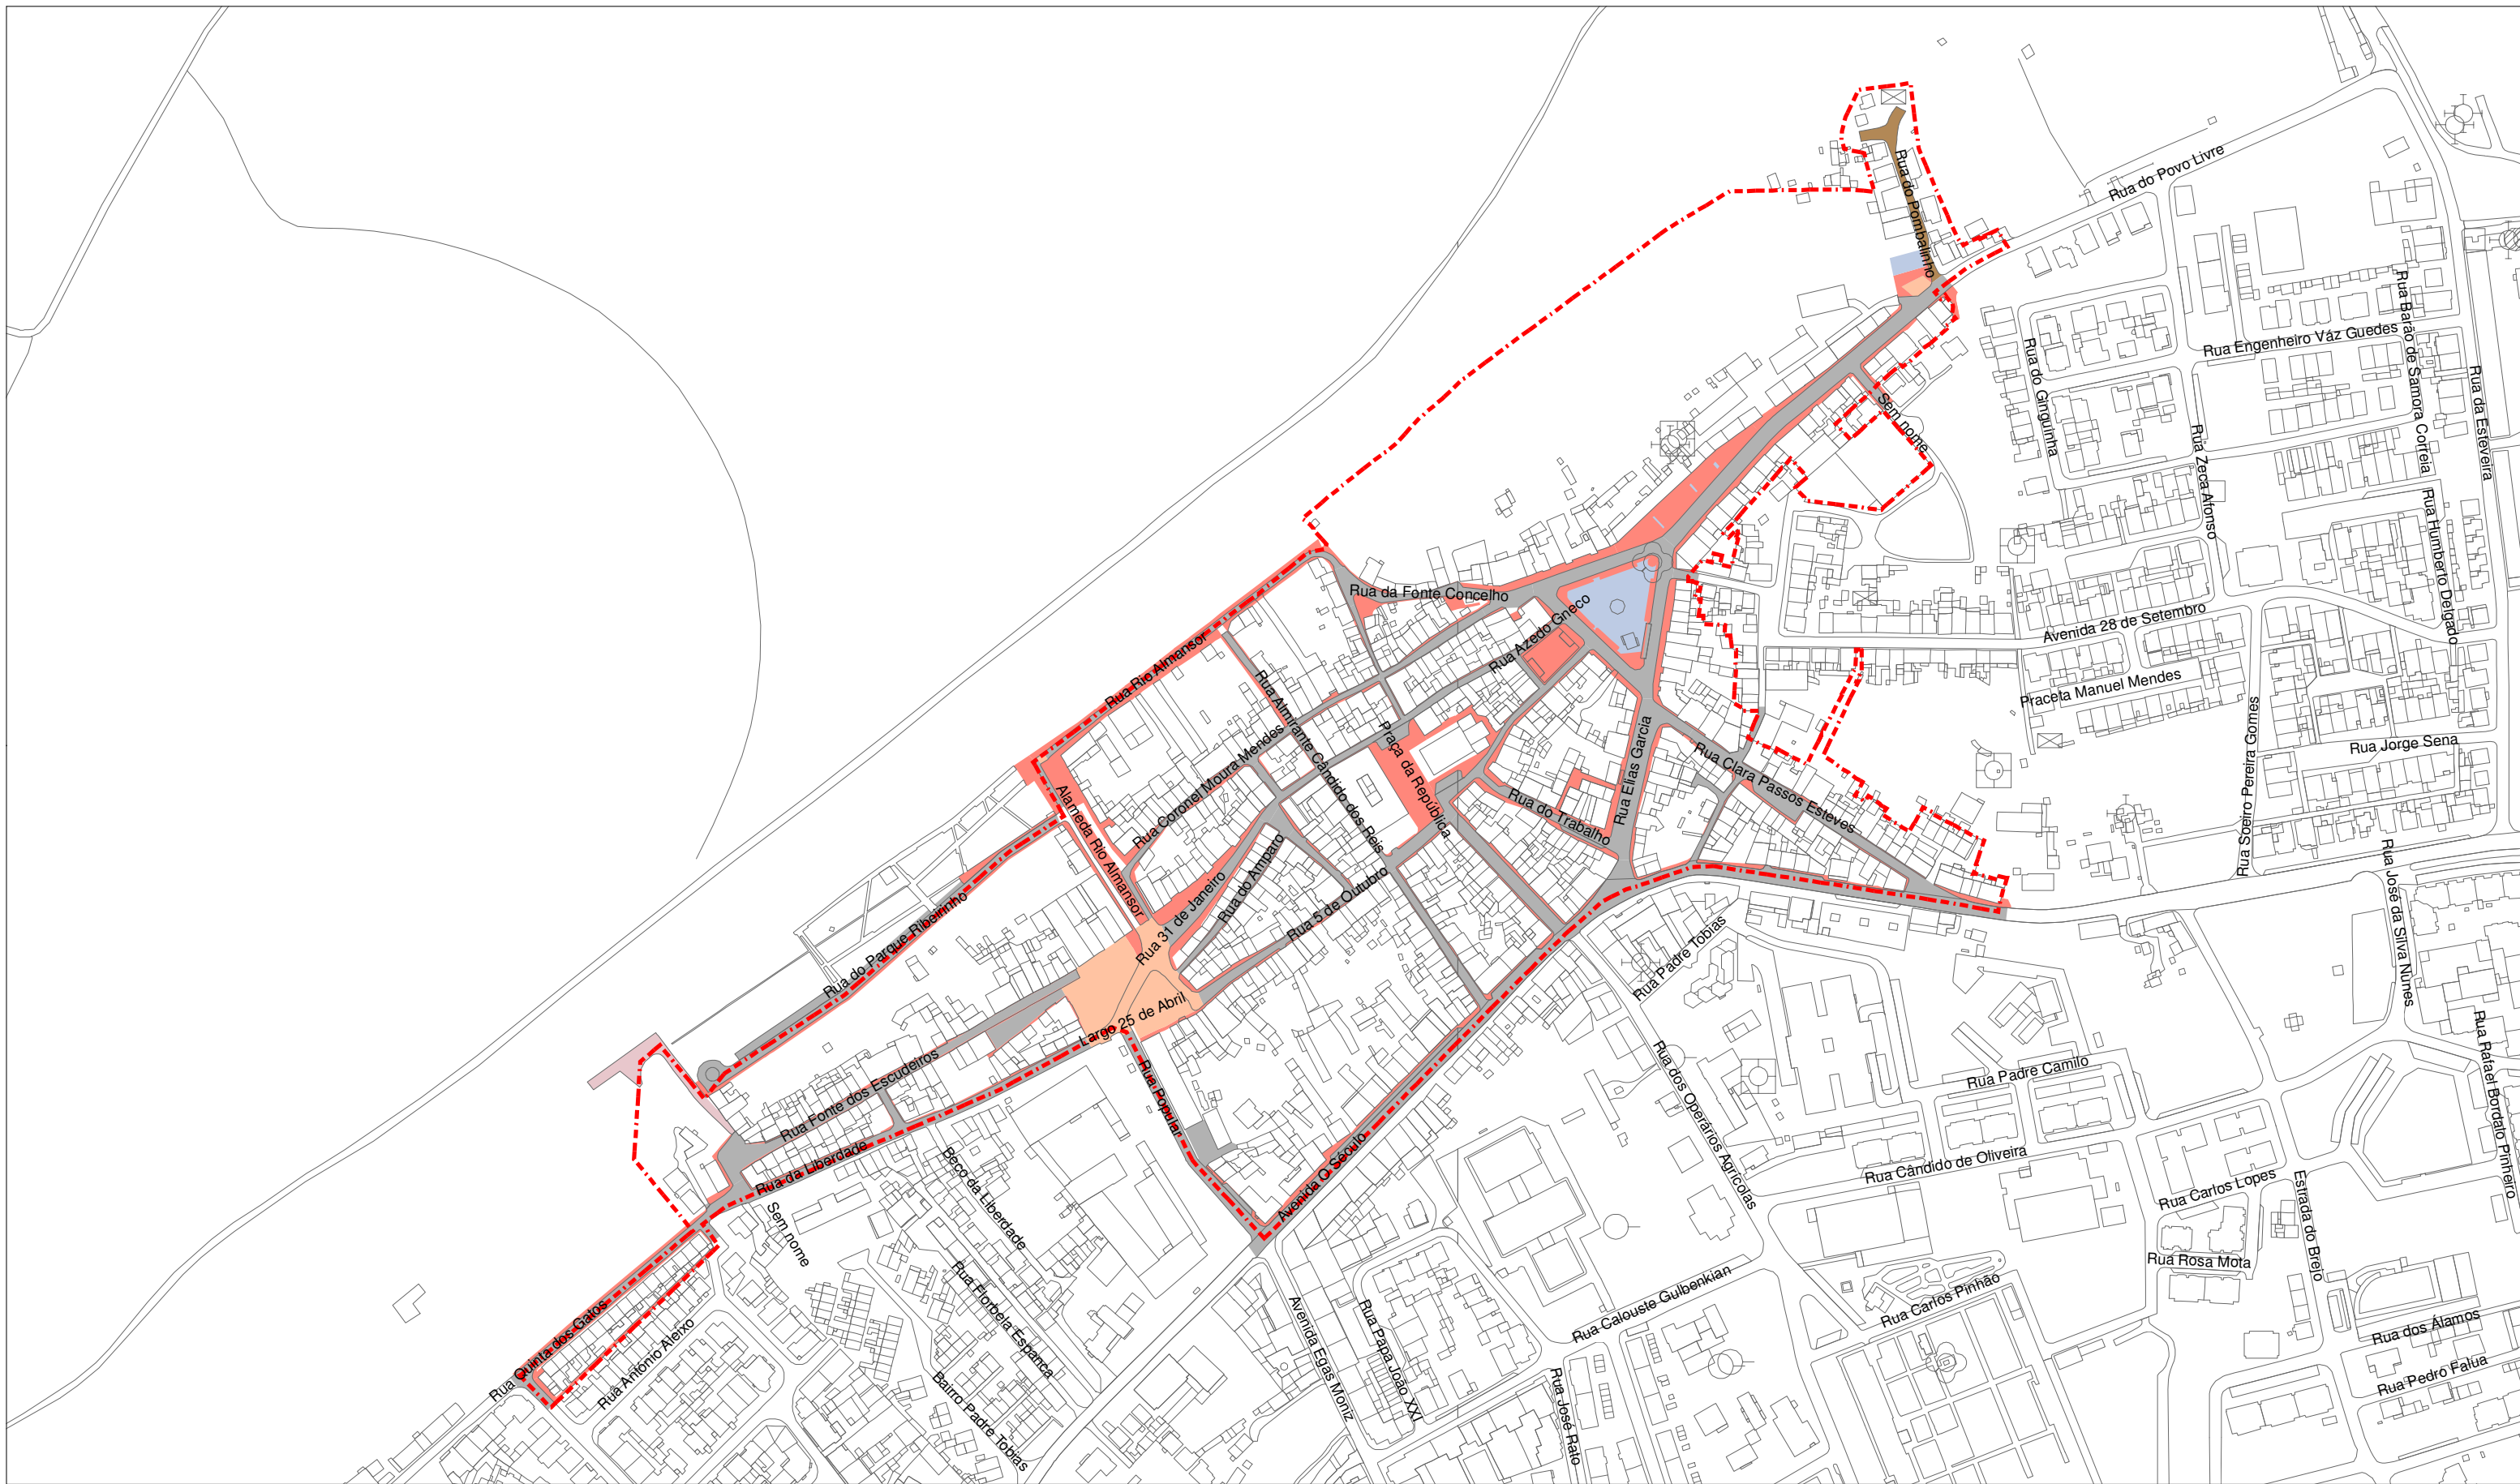 Rua do Povo Livre
Rua do Pombalinho
Rua Engenheiro Váz Guedes
Rua Barão de Samora Correia
Rua do Ginguinha
Rua da Esteveira
Sem nome
Rua Zeca Afonso
Rua Humberto Delgado
Rua da Fonte Concelho
Rua Azedo Gneco
Avenida 28 de Setembro
Rua Rio Almansor
Praceta Manuel Mendes
Rua Almirante Cândido dos Reis
Rua Coronel Moura Mendes
Praça da República
Rua Elias Garcia
Rua Clara Passos Esteves
Rua Soeiro Pereira Gomes
Rua Jorge Sena
Alameda Rio Almansor
Rua do Trabalho
Rua 31 de Janeiro
Rua do Amparo
Rua 5 de Outubro
Rua José da Silva Nunes
Rua do Parque Ribeirinho
Rua Padre Tobias
Largo 25 de Abril
Rua Fonte dos Escudeiros
Rua Popular
Rua dos Operários Agrícolas
Rua Padre Camilo
Rua Rafael Bordalo Pinheiro
Rua da Liberdade
Beco da Liberdade
Avenida O Século
Rua Cândido de Oliveira
Rua Carlos Lopes
Estrada do Brejo
Sem nome
Rua Florbela Espanca
Rua Rosa Mota
Rua Quinta dos Gatos
Rua António Aleixo
Avenida Egas Moniz
Rua Papa João XXI
Rua Calouste Gulbenkian
Rua Carlos Pinhão
Rua dos Álamos
Rua Pedro Falua
Bairro Padre Tobias
Rua José Rato